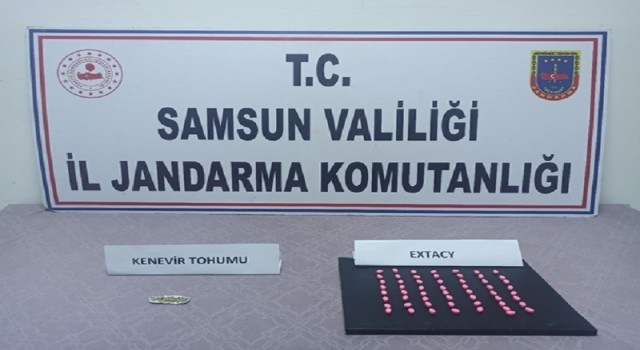 T.C.
SAMSUN VALİLİĞİ
İL JANDARMA KOMUTANLIĞI
KENEVİR TOHUMU
EXTACY